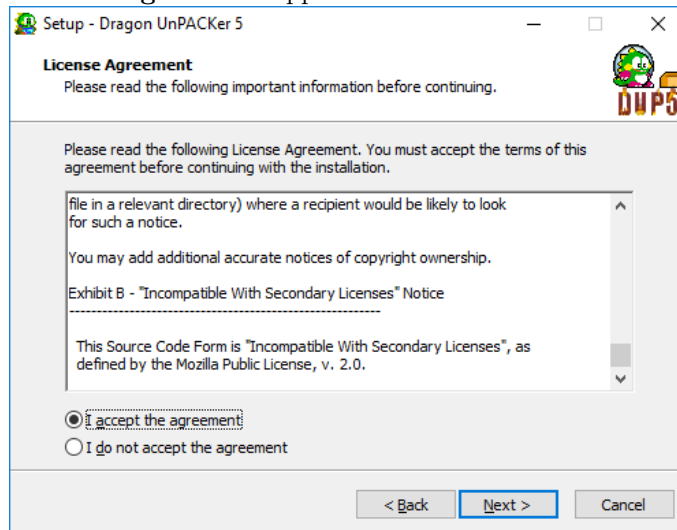 Setup - Dragon UnPACKer 5
License Agreement
Please read the following important information before continuing.
DUP5
Please read the following License Agreement. You must accept the terms of this
agreement before continuing with the installation.
file in a relevant directory) where a recipient would be likely to look
for such a notice.
You may add additional accurate notices of copyright ownership.
Exhibit B - "Incompatible With Secondary Licenses" Notice
---------------------------------------------------------
This Source Code Form is "Incompatible With Secondary Licenses", as
defined by the Mozilla Public License, v. 2.0.
I accept the agreement
I do not accept the agreement
< Back Next > Cancel